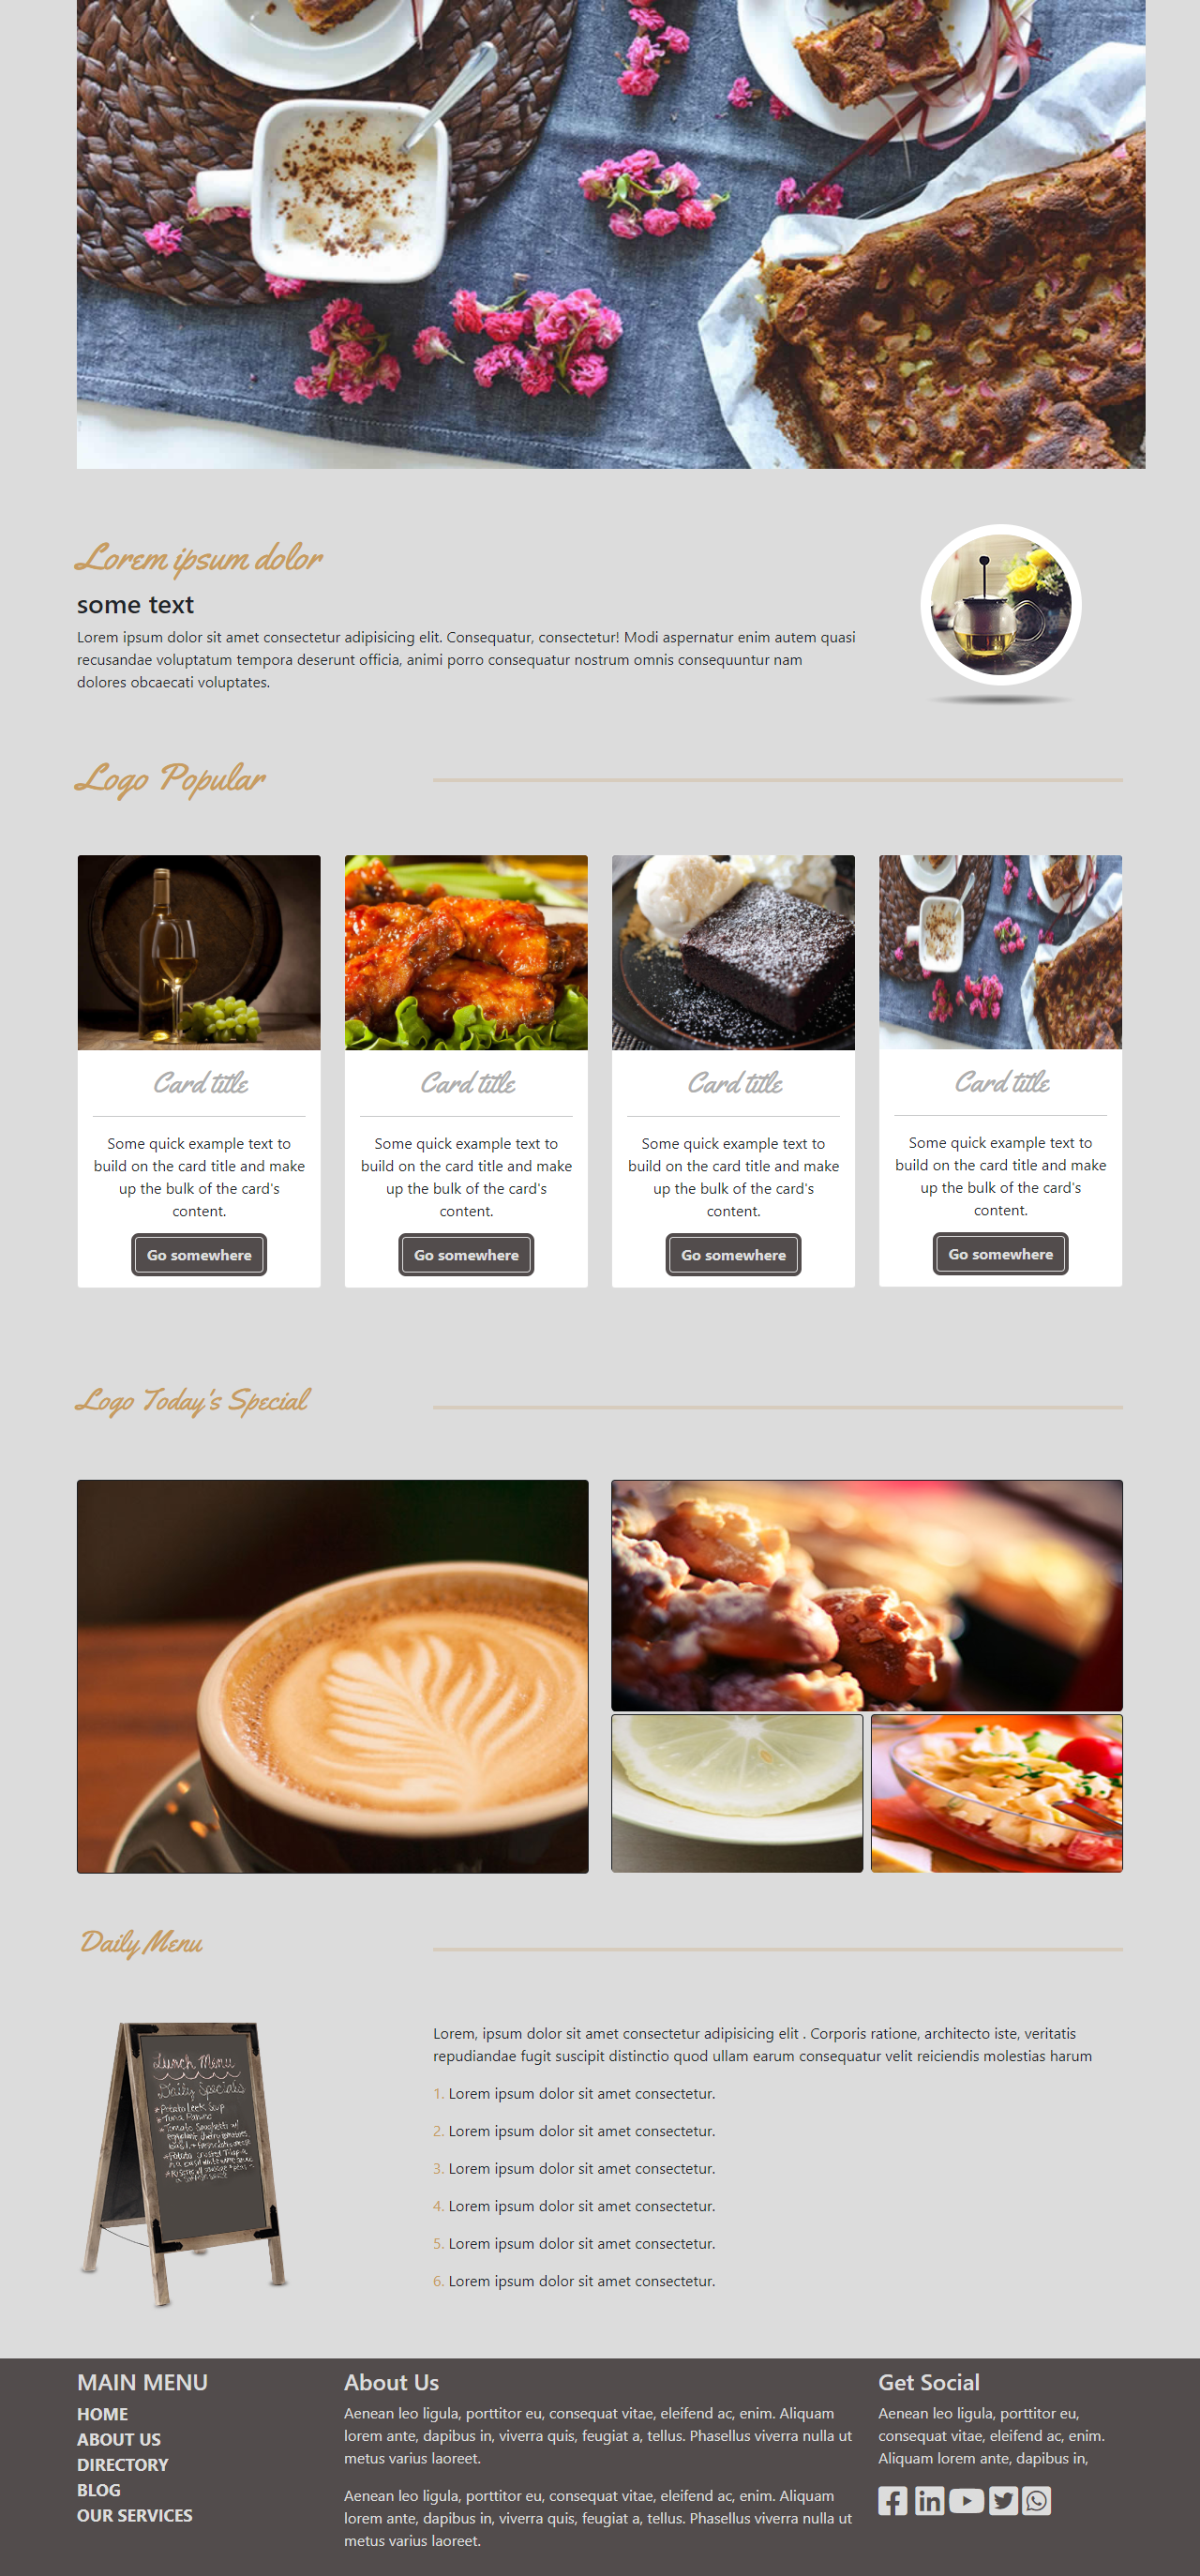 Lorem ipsum dolor
some text
Lorem ipsum dolor sit amet consectetur adipisicing elit. Consequatur, consectetur! Modi aspernatur enim autem quasi
recusandae voluptatum tempora deserunt officia, animi porro consequatur nostrum omnis consequuntur nam
dolores obcaecati voluptates.
Logo Popular
Card title
Some quick example text to
build on the card title and make
up the bulk of the card's
content.
Go somewhere
Card title
Some quick example text to
build on the card title and make
up the bulk of the card's
content.
Go somewhere
Card title
Some quick example text to
build on the card title and make
up the bulk of the card's
content.
Go somewhere
Card title
Some quick example text to
build on the card title and make
up the bulk of the card's
content.
Go somewhere
Logo Today's Special
Daily Menu
Lunch Menu
Daily Specials
Lorem, ipsum dolor sit amet consectetur adipisicing elit . Corporis ratione, architecto iste, veritatis
repudiandae fugit suscipit distinctio quod ullam earum consequatur velit reiciendis molestias harum
1. Lorem ipsum dolor sit amet consectetur.
2. Lorem ipsum dolor sit amet consectetur.
3. Lorem ipsum dolor sit amet consectetur.
4. Lorem ipsum dolor sit amet consectetur.
5. Lorem ipsum dolor sit amet consectetur.
6. Lorem ipsum dolor sit amet consectetur.
MAIN MENU
HOME
ABOUT US
DIRECTORY
BLOG
OUR SERVICES
About Us
Aenean leo ligula, porttitor eu, consequat vitae, eleifend ac, enim. Aliquam
lorem ante, dapibus in, viverra quis, feugiat a, tellus. Phasellus viverra nulla ut
metus varius laoreet.
Aenean leo ligula, porttitor eu, consequat vitae, eleifend ac, enim. Aliquam
lorem ante, dapibus in, viverra quis, feugiat a, tellus. Phasellus viverra nulla ut
metus varius laoreet.
Get Social
Aenean leo ligula, porttitor eu,
consequat vitae, eleifend ac, enim.
Aliquam lorem ante, dapibus in,